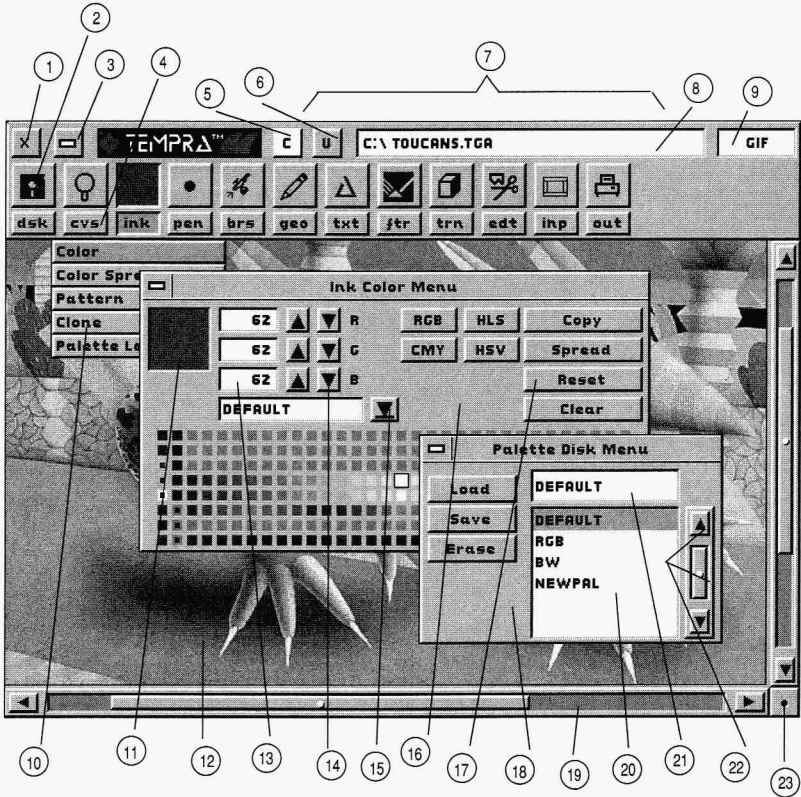 2
1
3
4
5
6
7
8
9
X
TEMPRA™
C
U
C:\ TOUCANS.TGA
GIF
dsk
cvs
ink
pen
brs
geo
txt
ftr
trn
edt
inp
out
Color
Color Spre
Pattern
Clone
Palette Lo
Ink Color Menu
62
R
62
G
62
B
RGB
HLS
CMY
HSV
Copy
Spread
Reset
Clear
DEFAULT
Palette Disk Menu
Load
Save
Erase
DEFAULT
DEFAULT
RGB
BW
NEWPAL
10
11
12
13
14
15
16
17
18
19
20
21
22
23